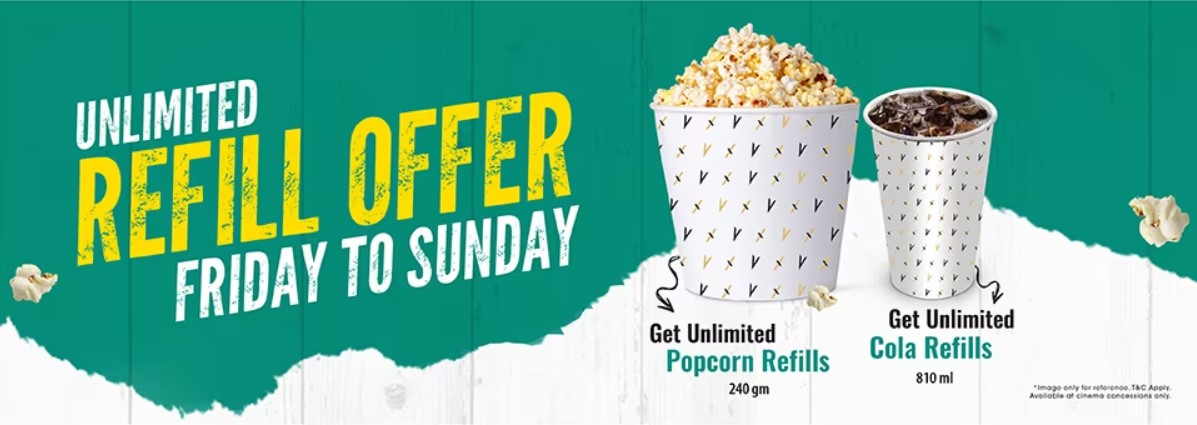 UNLIMITED
REFILL OFFER
FRIDAY TO SUNDAY
Get Unlimited
Popcorn Refills
240 gm
Get Unlimited
Cola Refills
810 ml
*Image only for reference. T&C Apply.
Available at cinema concessions only.